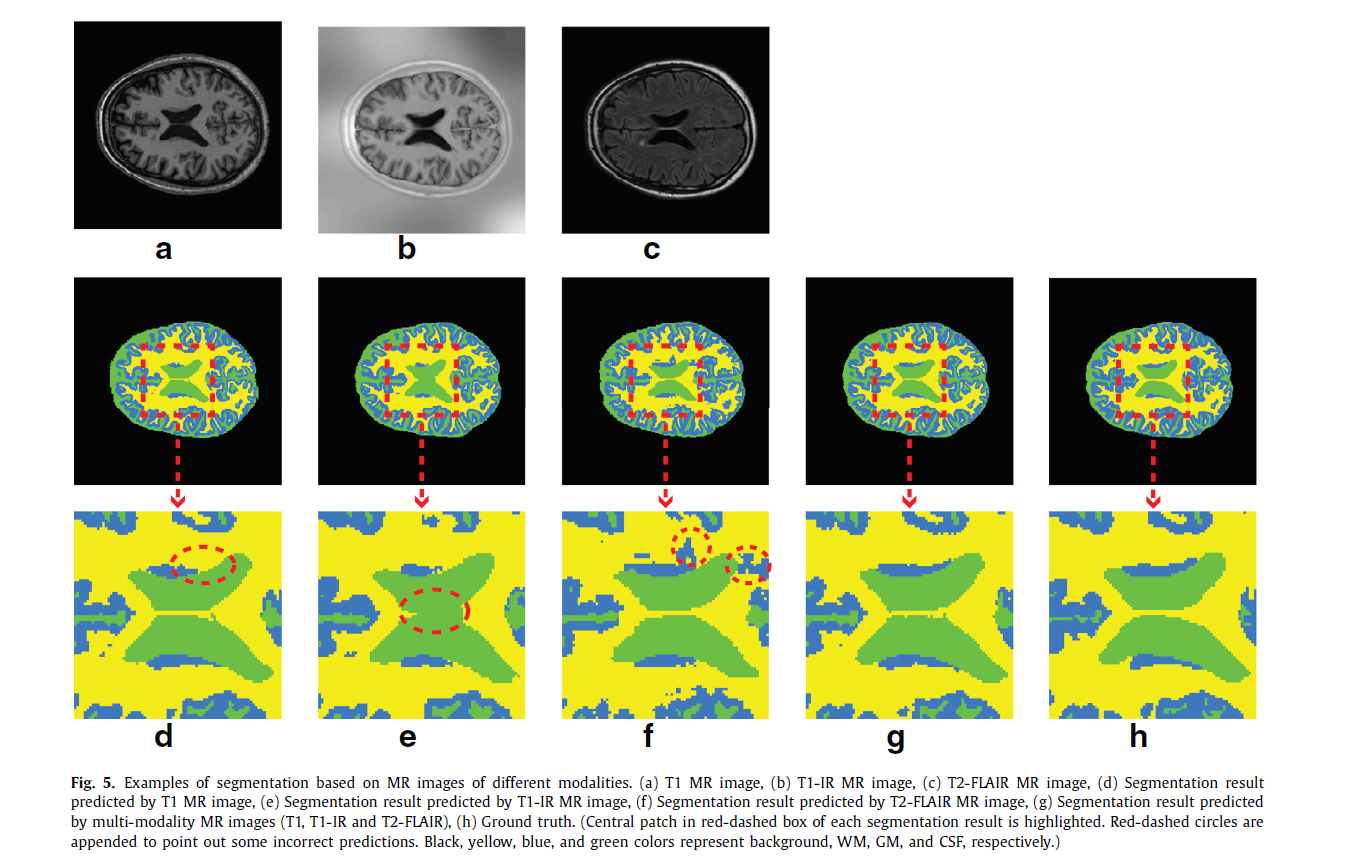 a
b
c
d
e
f
g
h
Fig. 5. Examples of segmentation based on MR images of different modalities. (a) T1 MR image, (b) T1-IR MR image, (c) T2-FLAIR MR image, (d) Segmentation result
predicted by T1 MR image, (e) Segmentation result predicted by T1-IR MR image, (f) Segmentation result predicted by T2-FLAIR MR image, (g) Segmentation result predicted
by multi-modality MR images (T1, T1-IR and T2-FLAIR), (h) Ground truth. (Central patch in red-dashed box of each segmentation result is highlighted. Red-dashed circles are
appended to point out some incorrect predictions. Black, yellow, blue, and green colors represent background, WM, GM, and CSF, respectively.)